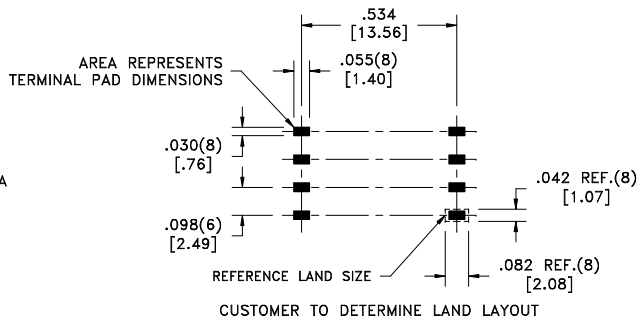 .534
[13.56]
AREA REPRESENTS
TERMINAL PAD DIMENSIONS
.055(8)
[1.40]
.030(8)
[.76]
A
.042 REF.(8)
[1.07]
.098(6)
[2.49]
REFERENCE LAND SIZE
.082 REF.(8)
[2.08]
CUSTOMER TO DETERMINE LAND LAYOUT